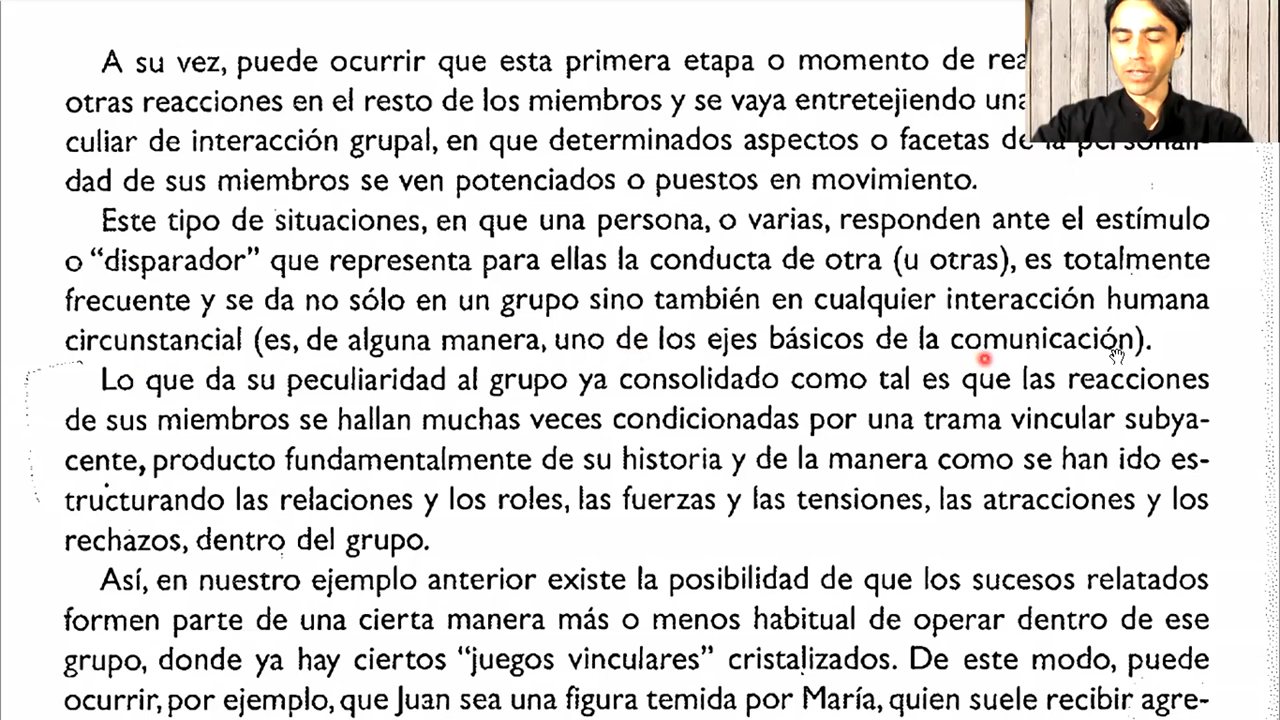 A su vez, puede ocurrir que esta primera etapa o momento de
otras reacciones en el resto de los miembros y se vaya entretejiendo
culiar de interacción grupal, en que determinados aspectos o facetas de la personali-
dad de sus miembros se ven potenciados o puestos en movimiento.
Este tipo de situaciones, en que una persona, o varias, responden ante el estímulo
o “disparador” que representa para ellas la conducta de otra (u otras), es totalmente
frecuente y se da no sólo en un grupo sino también en cualquier interacción humana
circunstancial (es, de alguna manera, uno de los ejes básicos de la comunicación).
Lo que da su peculiaridad al grupo ya consolidado como tal es que las reacciones
de sus miembros se hallan muchas veces condicionadas por una trama vincular subya-
cente, producto fundamentalmente de su historia y de la manera como se han ido es-
tructurando las relaciones y los roles, las fuerzas y las tensiones, las atracciones y los
rechazos, dentro del grupo.
Así, en nuestro ejemplo anterior existe la posibilidad de que los sucesos relatados
formen parte de una cierta manera más o menos habitual de operar dentro de ese
grupo, donde ya hay ciertos “juegos vinculares” cristalizados. De este modo, puede
ocurrir, por ejemplo, que Juan sea una figura temida por María, quien suele recibir agre-